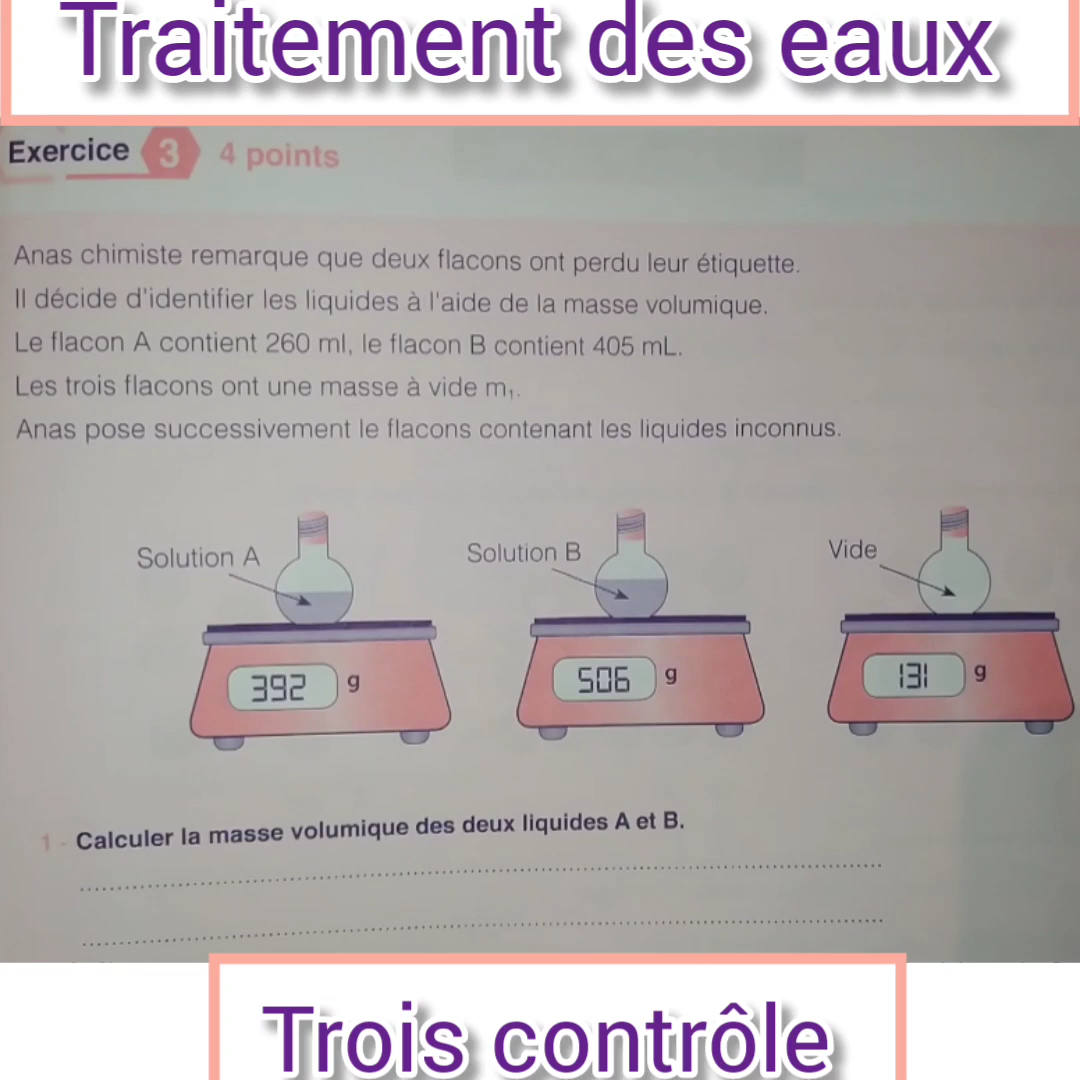 Traitement des eaux
Exercice 3 4 points
Anas chimiste remarque que deux flacons ont perdu leur étiquette.
Il décide d'identifier les liquides à l'aide de la masse volumique.
Le flacon A contient 260 ml, le flacon B contient 405 mL.
Les trois flacons ont une masse à vide m₁.
Anas pose successivement le flacons contenant les liquides inconnus.
Solution A
Solution B
Vide
392 g
506 g
131 g
1 - Calculer la masse volumique des deux liquides A et B.
Trois contrôle